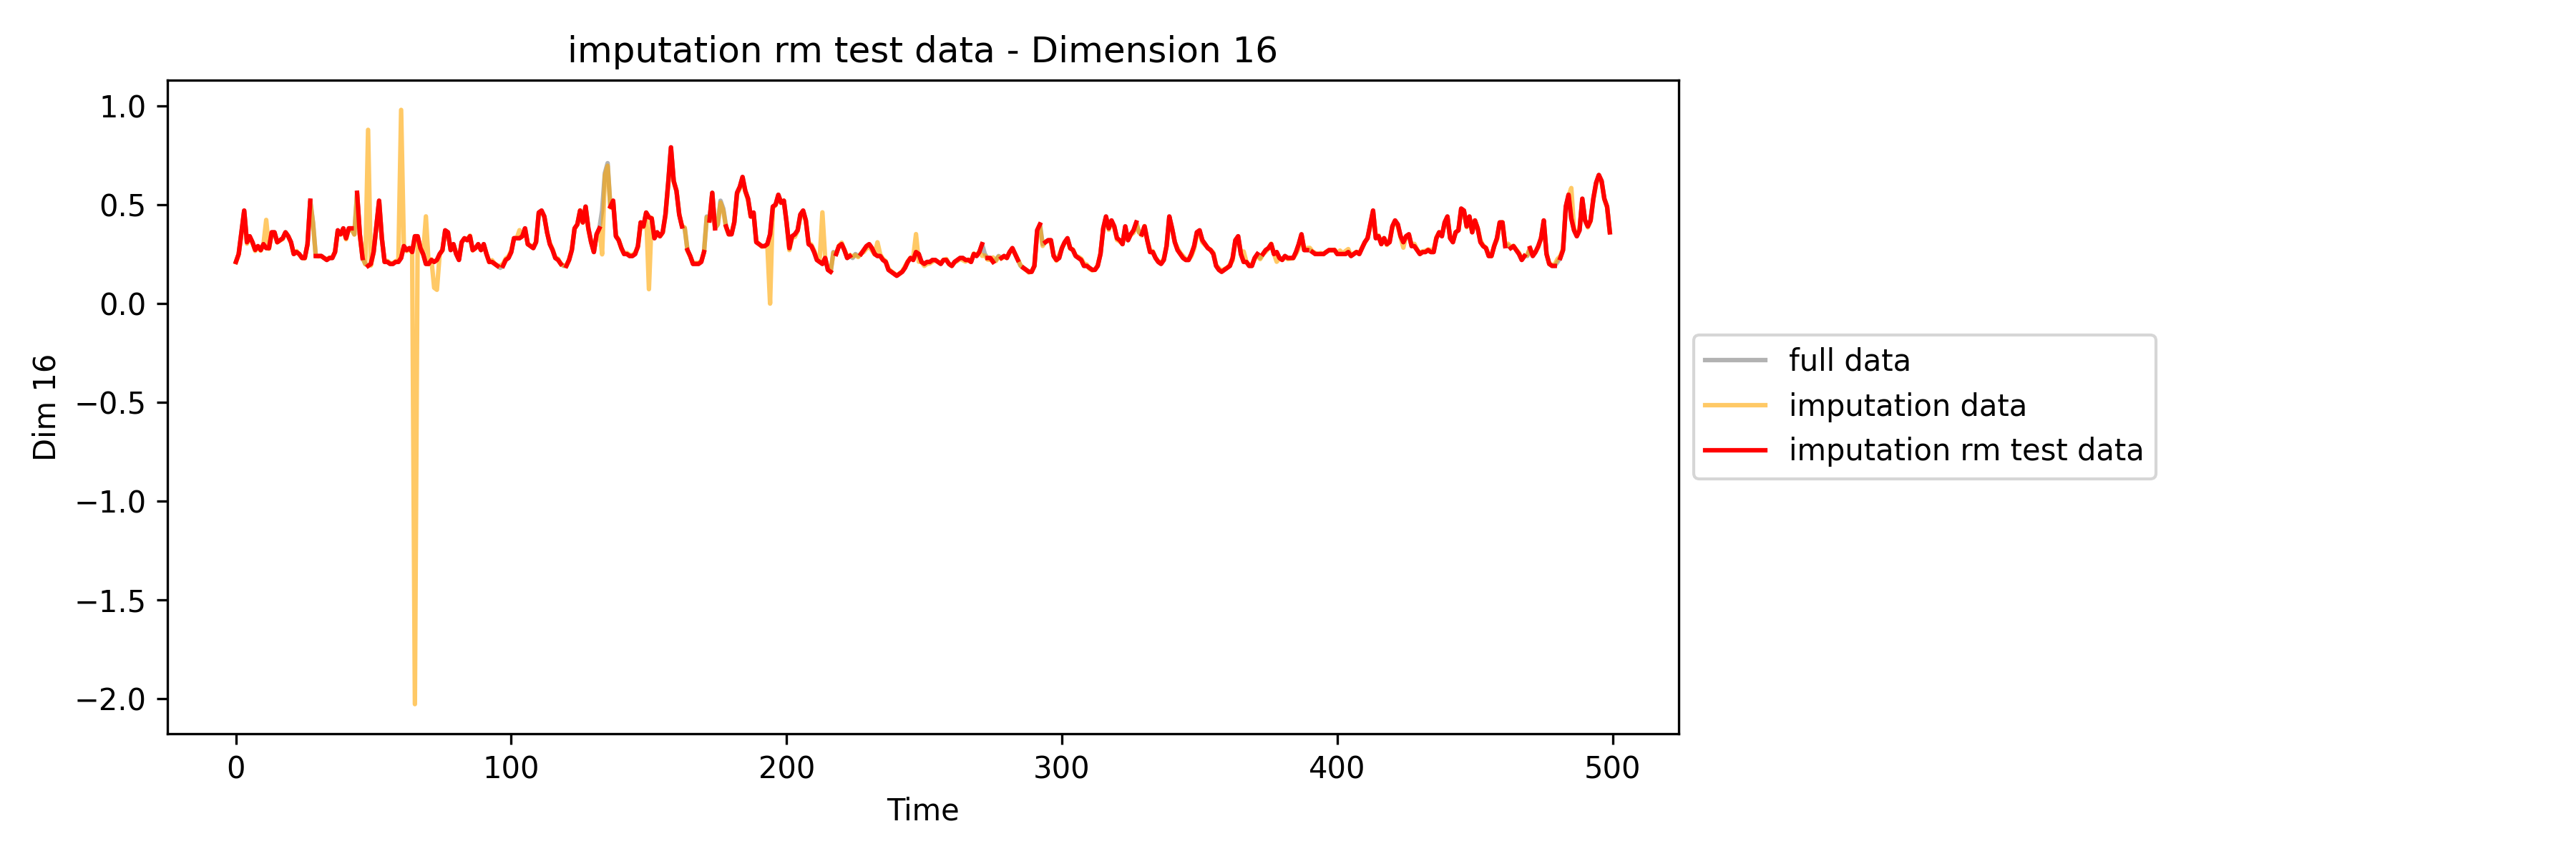 imputation rm test data - Dimension 16
1.0
0.5
0.0
−0.5
−1.0
−1.5
−2.0
Dim 16
0 100 200 300 400 500
Time
full data
imputation data
imputation rm test data